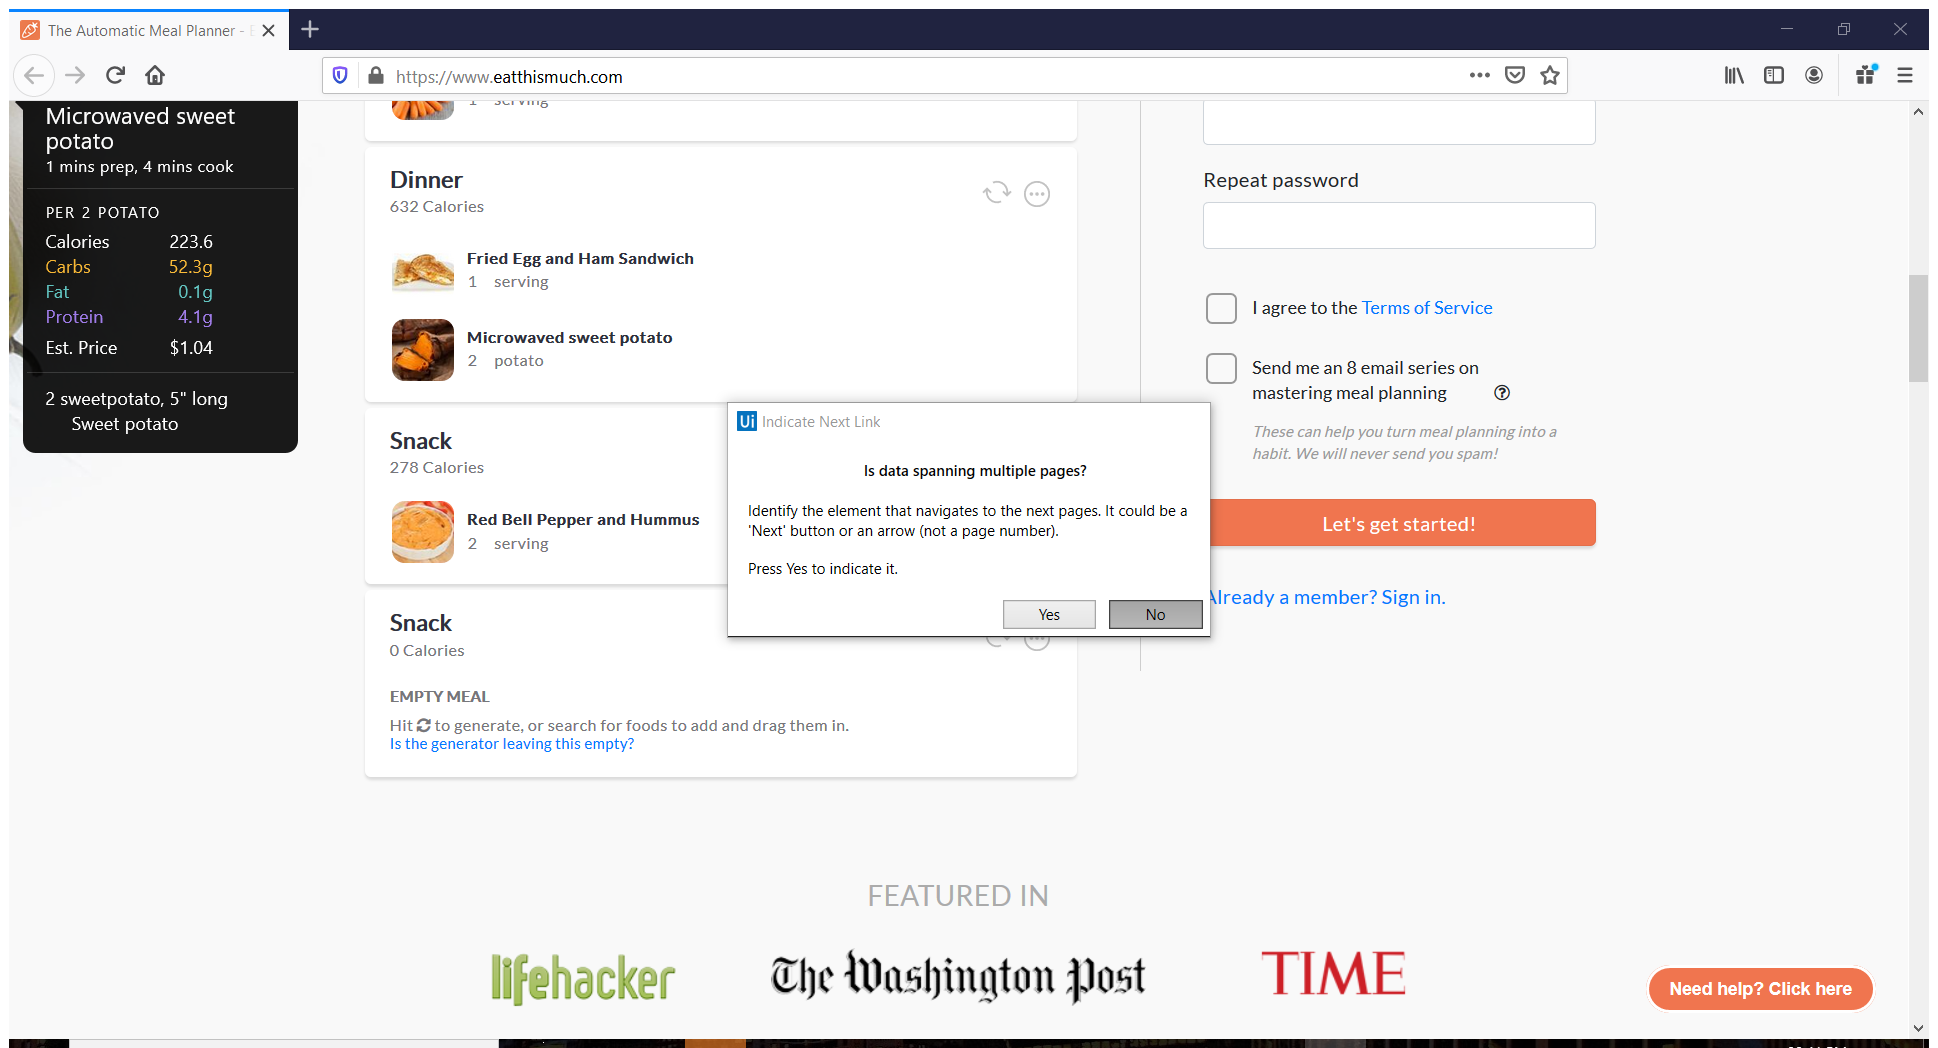 The Automatic Meal Planner -
https://www.eatthismuch.com
Microwaved sweet
potato
1 mins prep, 4 mins cook
PER 2 POTATO
Calories 223.6
Carbs 52.3g
Fat 0.1g
Protein 4.1g
Est. Price $1.04
2 sweetpotato, 5" long
Sweet potato
1 serving
Dinner
632 Calories
Fried Egg and Ham Sandwich
1 serving
Microwaved sweet potato
2 potato
Snack
278 Calories
Red Bell Pepper and Hummus
2 serving
Snack
0 Calories
EMPTY MEAL
Hit to generate, or search for foods to add and drag them in.
Is the generator leaving this empty?
Ui Indicate Next Link
Is data spanning multiple pages?
Identify the element that navigates to the next pages. It could be a
'Next' button or an arrow (not a page number).
Press Yes to indicate it.
Yes No
Repeat password
I agree to the Terms of Service
Send me an 8 email series on
mastering meal planning
These can help you turn meal planning into a
habit. We will never send you spam!
Let's get started!
Already a member? Sign in.
FEATURED IN
lifehacker
The Washington Post
TIME
Need help? Click here